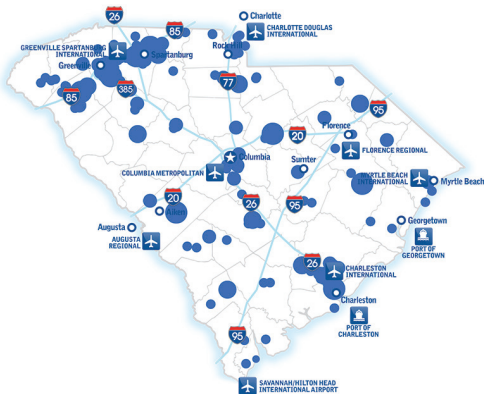 26
85
Charlotte
CHARLOTTE DOUGLAS
INTERNATIONAL
GREENVILLE SPARTANBURG
INTERNATIONAL
Spartanburg
Rock Hill
Greenville
85
385
77
95
20
Florence
FLORENCE REGIONAL
Columbia
COLUMBIA METROPOLITAN
Sumter
MYRTLE BEACH
INTERNATIONAL
Myrtle Beach
20
26
95
Aiken
Augusta
AUGUSTA
REGIONAL
Georgetown
PORT OF
GEORGETOWN
26
CHARLESTON
INTERNATIONAL
Charleston
PORT OF
CHARLESTON
95
SAVANNAH/HILTON HEAD
INTERNATIONAL AIRPORT